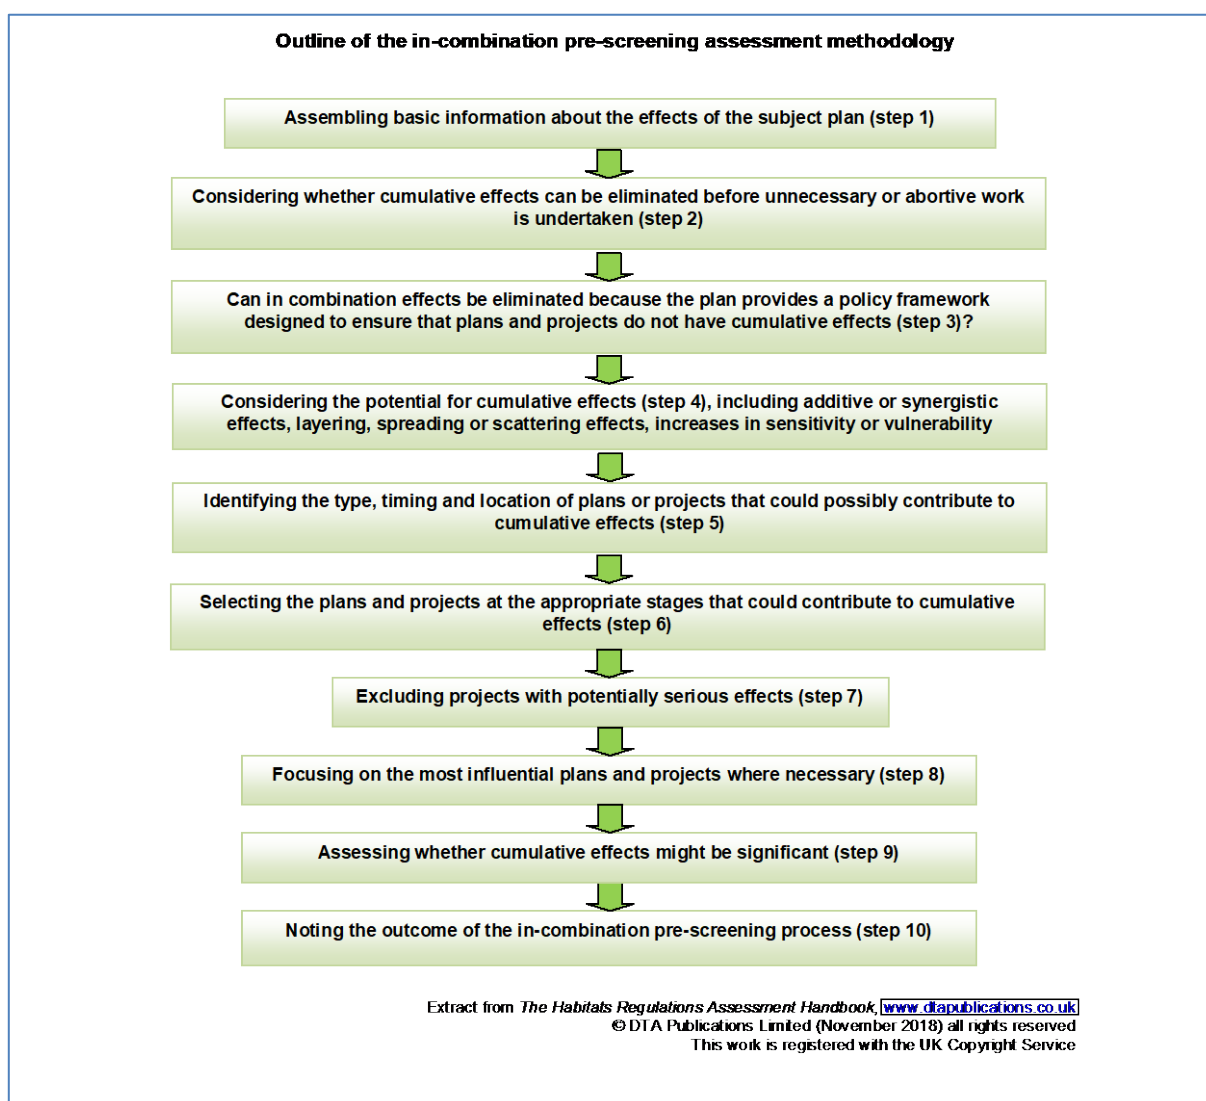 Outline of the in-combination pre-screening assessment methodology
Assembling basic information about the effects of the subject plan (step 1)
Considering whether cumulative effects can be eliminated before unnecessary or abortive work
is undertaken (step 2)
Can in combination effects be eliminated because the plan provides a policy framework
designed to ensure that plans and projects do not have cumulative effects (step 3)?
Considering the potential for cumulative effects (step 4), including additive or synergistic
effects, layering, spreading or scattering effects, increases in sensitivity or vulnerability
Identifying the type, timing and location of plans or projects that could possibly contribute to
cumulative effects (step 5)
Selecting the plans and projects at the appropriate stages that could contribute to cumulative
effects (step 6)
Excluding projects with potentially serious effects (step 7)
Focusing on the most influential plans and projects where necessary (step 8)
Assessing whether cumulative effects might be significant (step 9)
Noting the outcome of the in-combination pre-screening process (step 10)
Extract from The Habitats Regulations Assessment Handbook, www.dtapublications.co.uk
© DTA Publications Limited (November 2018) all rights reserved
This work is registered with the UK Copyright Service